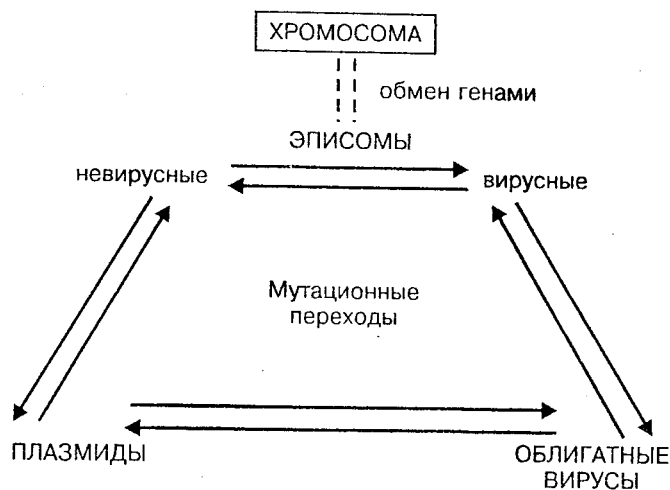 ХРОМОСОМА
обмен генами
ЭПИСОМЫ
невирусные
вирусные
Мутационные
переходы
ПЛАЗМИДЫ
ОБЛИГАТНЫЕ
ВИРУСЫ